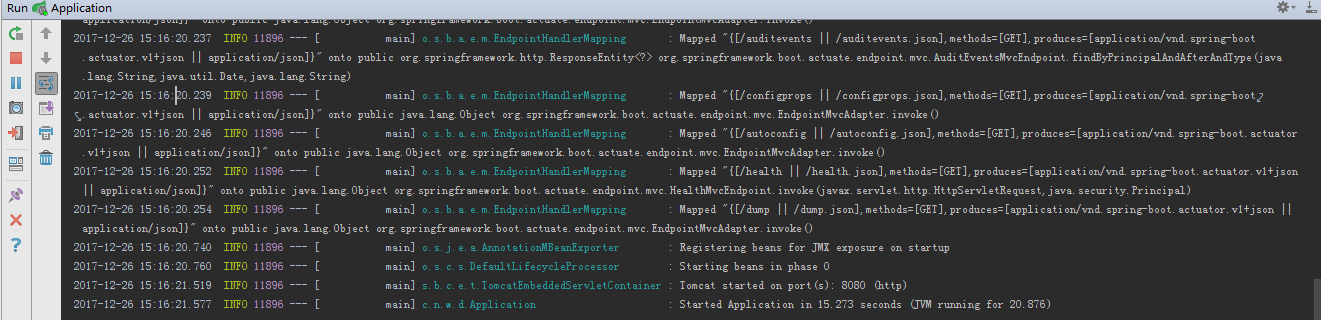 Run Application
application/json]}" onto public java.lang.Object org.springframework.boot.actuate.endpoint.mvc.EndpointMvcAdapter.invoke()
2017-12-26 15:16:20.237 INFO 11896 --- [ main] o.s.b.a.e.m.EndpointHandlerMapping : Mapped "{[/auditevents || /auditevents.json],methods=[GET],produces=[application/vnd.spring-boot
.actuator.v1+json || application/json]}" onto public org.springframework.http.ResponseEntity<?> org.springframework.boot.actuate.endpoint.mvc.AuditEventsMvcEndpoint.findByPrincipalAndAfterAndType(java
.lang.String,java.util.Date,java.lang.String)
2017-12-26 15:16:20.239 INFO 11896 --- [ main] o.s.b.a.e.m.EndpointHandlerMapping : Mapped "{[/configprops || /configprops.json],methods=[GET],produces=[application/vnd.spring-boot
.actuator.v1+json || application/json]}" onto public java.lang.Object org.springframework.boot.actuate.endpoint.mvc.EndpointMvcAdapter.invoke()
2017-12-26 15:16:20.246 INFO 11896 --- [ main] o.s.b.a.e.m.EndpointHandlerMapping : Mapped "{[/autoconfig || /autoconfig.json],methods=[GET],produces=[application/vnd.spring-boot.actuator
.v1+json || application/json]}" onto public java.lang.Object org.springframework.boot.actuate.endpoint.mvc.EndpointMvcAdapter.invoke()
2017-12-26 15:16:20.252 INFO 11896 --- [ main] o.s.b.a.e.m.EndpointHandlerMapping : Mapped "{[/health || /health.json],methods=[GET],produces=[application/vnd.spring-boot.actuator.v1+json
|| application/json]}" onto public java.lang.Object org.springframework.boot.actuate.endpoint.mvc.HealthMvcEndpoint.invoke(javax.servlet.http.HttpServletRequest,java.security.Principal)
2017-12-26 15:16:20.254 INFO 11896 --- [ main] o.s.b.a.e.m.EndpointHandlerMapping : Mapped "{[/dump || /dump.json],methods=[GET],produces=[application/vnd.spring-boot.actuator.v1+json ||
application/json]}" onto public java.lang.Object org.springframework.boot.actuate.endpoint.mvc.EndpointMvcAdapter.invoke()
2017-12-26 15:16:20.740 INFO 11896 --- [ main] o.s.j.e.a.AnnotationMBeanExporter : Registering beans for JMX exposure on startup
2017-12-26 15:16:20.760 INFO 11896 --- [ main] o.s.c.s.DefaultLifecycleProcessor : Starting beans in phase 0
2017-12-26 15:16:21.519 INFO 11896 --- [ main] s.b.c.e.t.TomcatEmbeddedServletContainer : Tomcat started on port(s): 8080 (http)
2017-12-26 15:16:21.577 INFO 11896 --- [ main] c.n.w.d.Application : Started Application in 15.273 seconds (JVM running for 20.876)